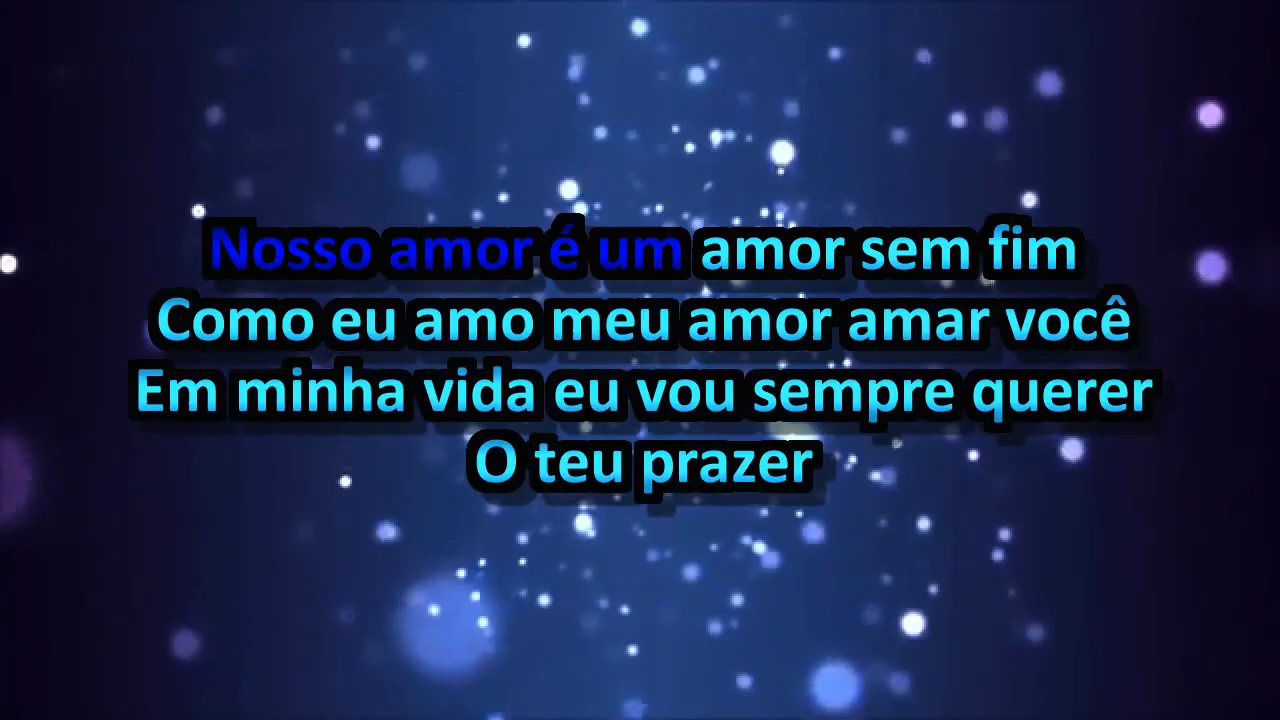 Nosso amor é um amor sem fim
Como eu amo meu amor amar você
Em minha vida eu vou sempre querer
O teu prazer